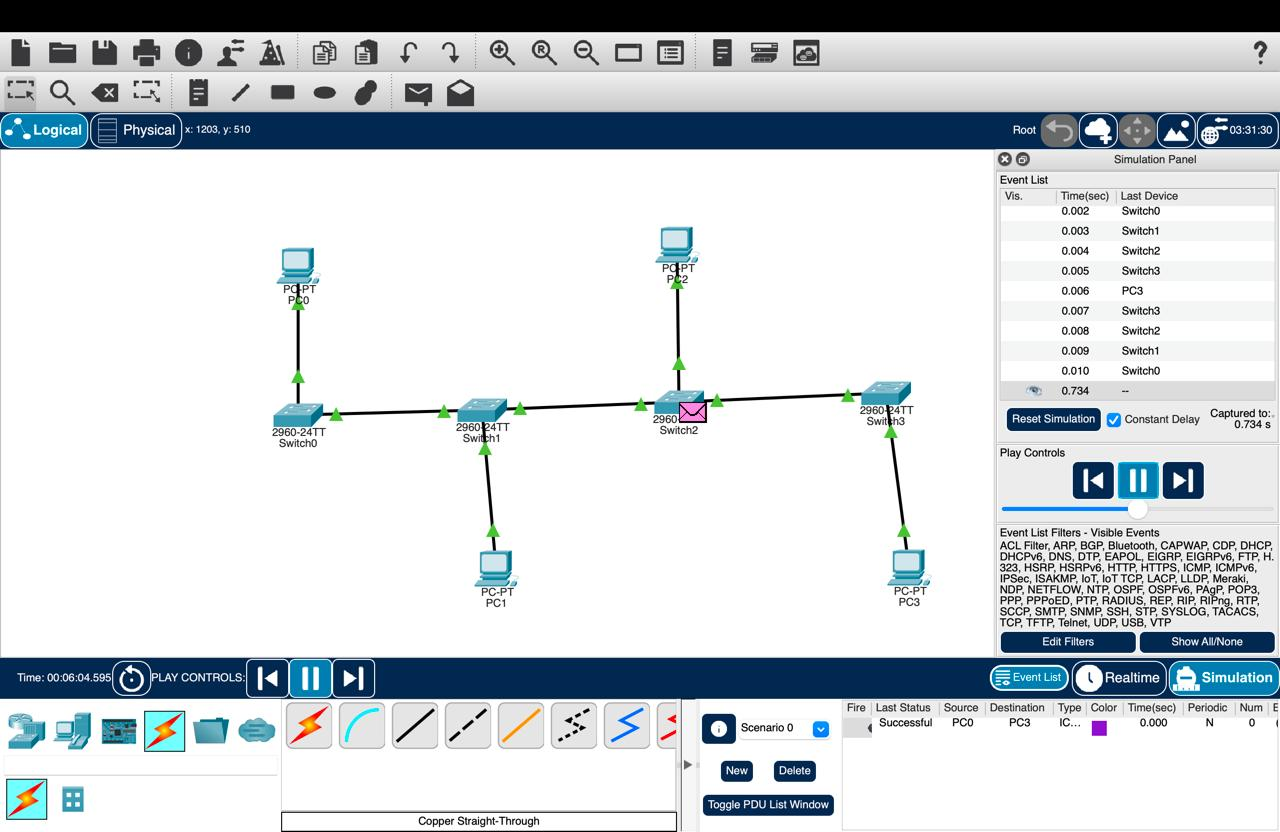 Logical
Physical
x: 1203, y: 510
Root
03:31:30
Simulation Panel
Event List
Vis. Time(sec) Last Device
0.002 Switch0
0.003 Switch1
0.004 Switch2
0.005 Switch3
0.006 PC3
0.007 Switch3
0.008 Switch2
0.009 Switch1
0.010 Switch0
0.734 --
Reset Simulation
Constant Delay
Captured to:
0.734 s
Play Controls
Event List Filters - Visible Events
ACL Filter, ARP, BGP, Bluetooth, CAPWAP, CDP, DHCP,
DHCPv6, DNS, DTP, EAPOL, EIGRP, EIGRPv6, FTP, H.
323, HSRP, HSRPv6, HTTP, HTTPS, ICMP, ICMPv6,
IPSec, ISAKMP, IoT, IoT TCP, LACP, LLDP, Meraki,
NDP, NETFLOW, NTP, OSPF, OSPFv6, PAgP, POP3,
PPP, PPPoED, PTP, RADIUS, REP, RIP, RIPng, RTP,
SCCP, SMTP, SNMP, SSH, STP, SYSLOG, TACACS,
TCP, TFTP, Telnet, UDP, USB, VTP
Edit Filters
Show All/None
PC-PT
PC0
PC-PT
PC2
2960-24TT
Switch0
2960-24TT
Switch1
2960
Switch2
2960-24TT
Switch3
PC-PT
PC1
PC-PT
PC3
Time: 00:06:04.595
PLAY CONTROLS:
Event List
Realtime
Simulation
Scenario 0
New
Delete
Toggle PDU List Window
Fire Last Status Source Destination Type Color Time(sec) Periodic Num E
Successful PC0 PC3 IC... 0.000 N 0
Copper Straight-Through